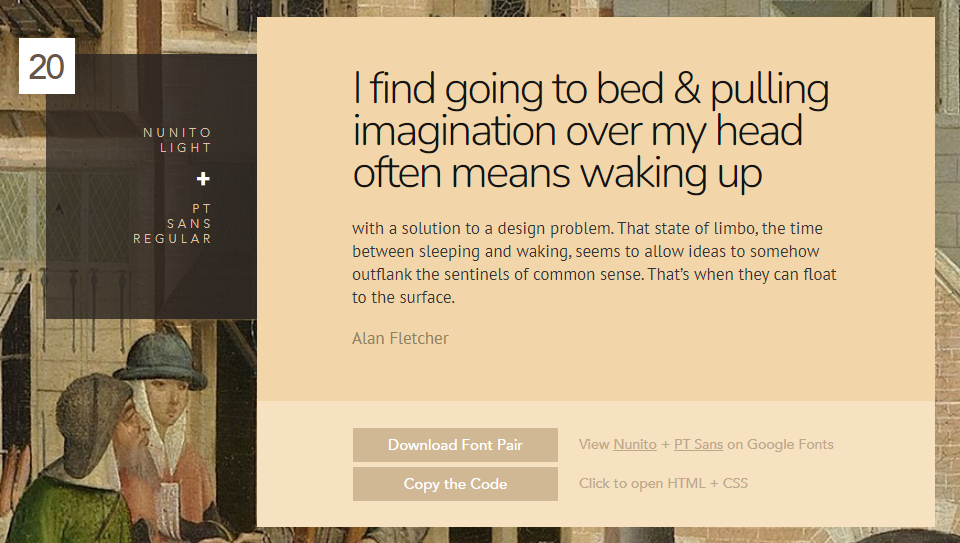 20
NUNITO
LIGHT
+
PT
SANS
REGULAR
I find going to bed & pulling
imagination over my head
often means waking up
with a solution to a design problem. That state of limbo, the time
between sleeping and waking, seems to allow ideas to somehow
outflank the sentinels of common sense. That’s when they can float
to the surface.
Alan Fletcher
Download Font Pair
View Nunito + PT Sans on Google Fonts
Copy the Code
Click to open HTML + CSS